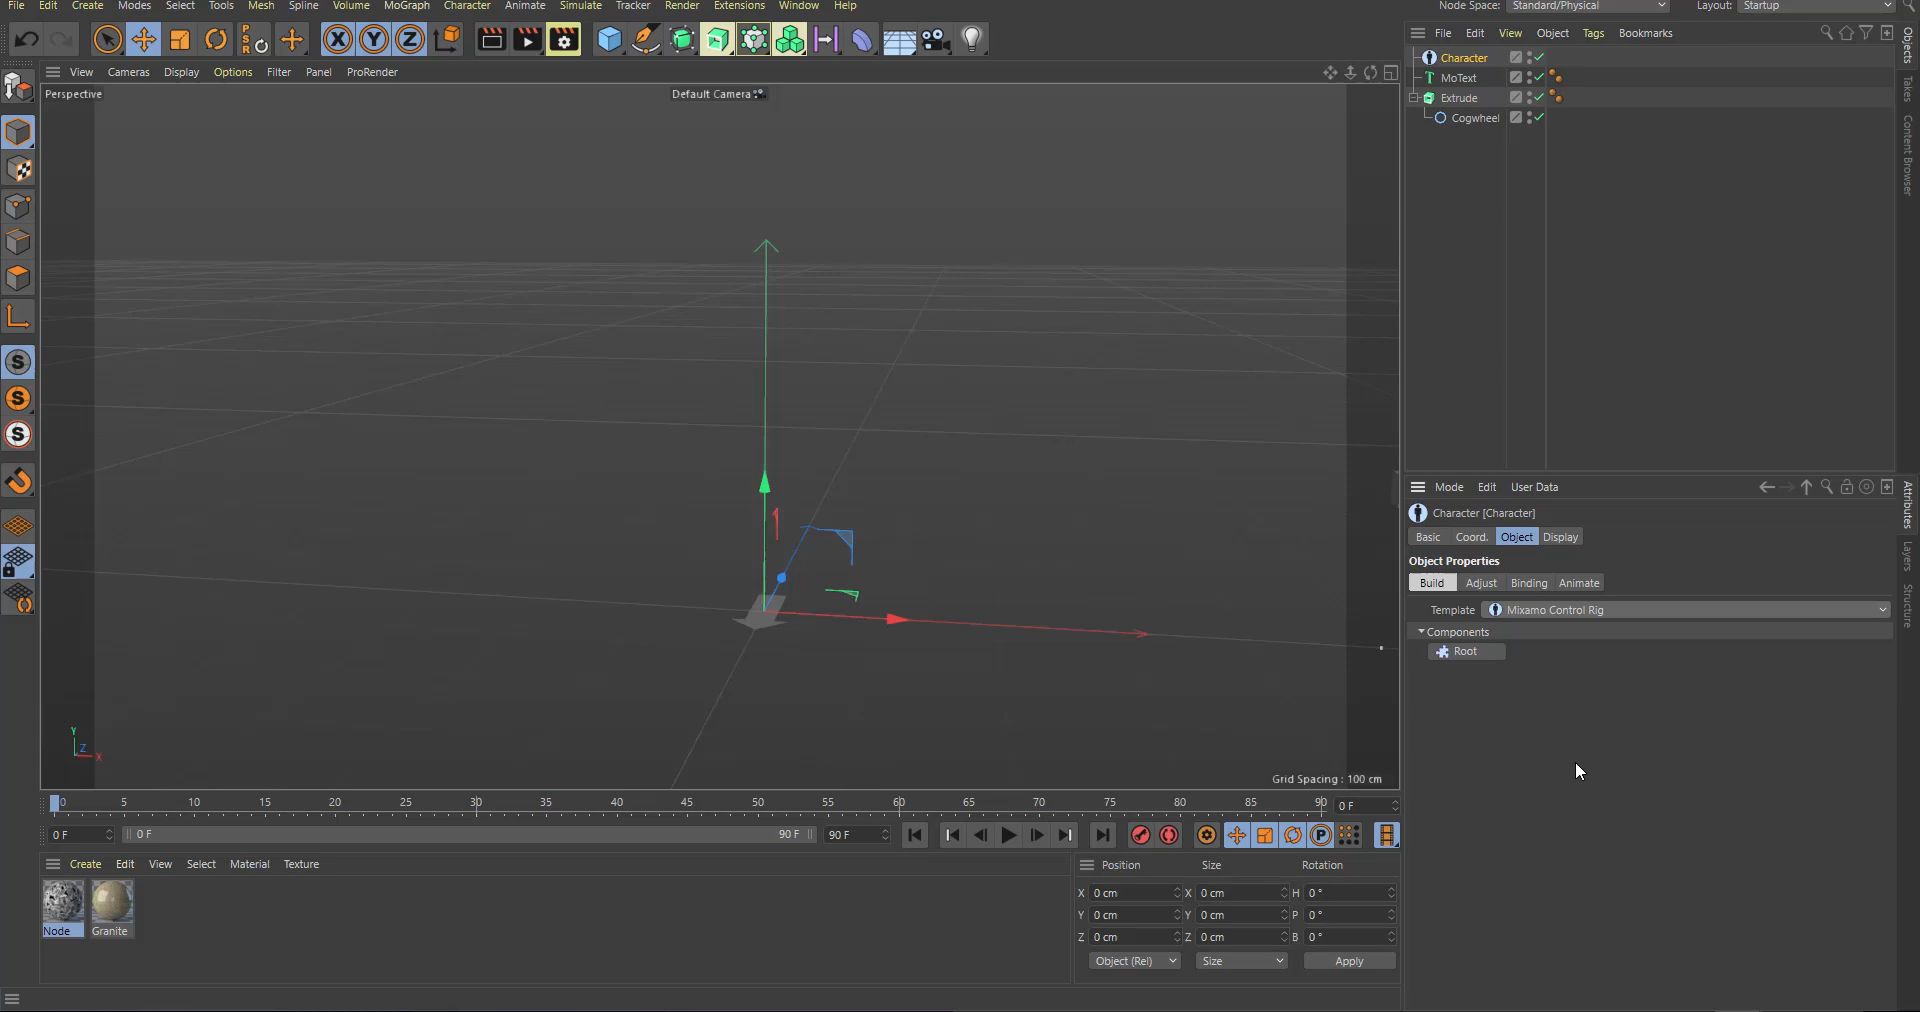 File Edit Create Modes Select Tools Mesh Spline Volume MoGraph Character Animate Simulate Tracker Render Extensions Window Help Node Space: Standard/Physical Layout: Startup
PSR X Y Z
File Edit View Object Tags Bookmarks
Objects
Takes
Content Browser
View Cameras Display Options Filter Panel ProRender
Perspective
Default Camera
Character
MoText
Extrude
Cogwheel
S
S
S
Y
Z
X
Grid Spacing : 100 cm
Mode Edit User Data
Attributes
Layers
Structure
Character [Character]
Basic Coord. Object Display
Object Properties
Build Adjust Binding Animate
Template Mixamo Control Rig
Components
Root
0 5 10 15 20 25 30 35 40 45 50 55 60 65 70 75 80 85 90 0 F
0 F 0 F 90 F 90 F P
Create Edit View Select Material Texture
Node Granite
Position Size Rotation
X 0 cm X 0 cm H 0 °
Y 0 cm Y 0 cm P 0 °
Z 0 cm Z 0 cm B 0 °
Object (Rel) Size Apply